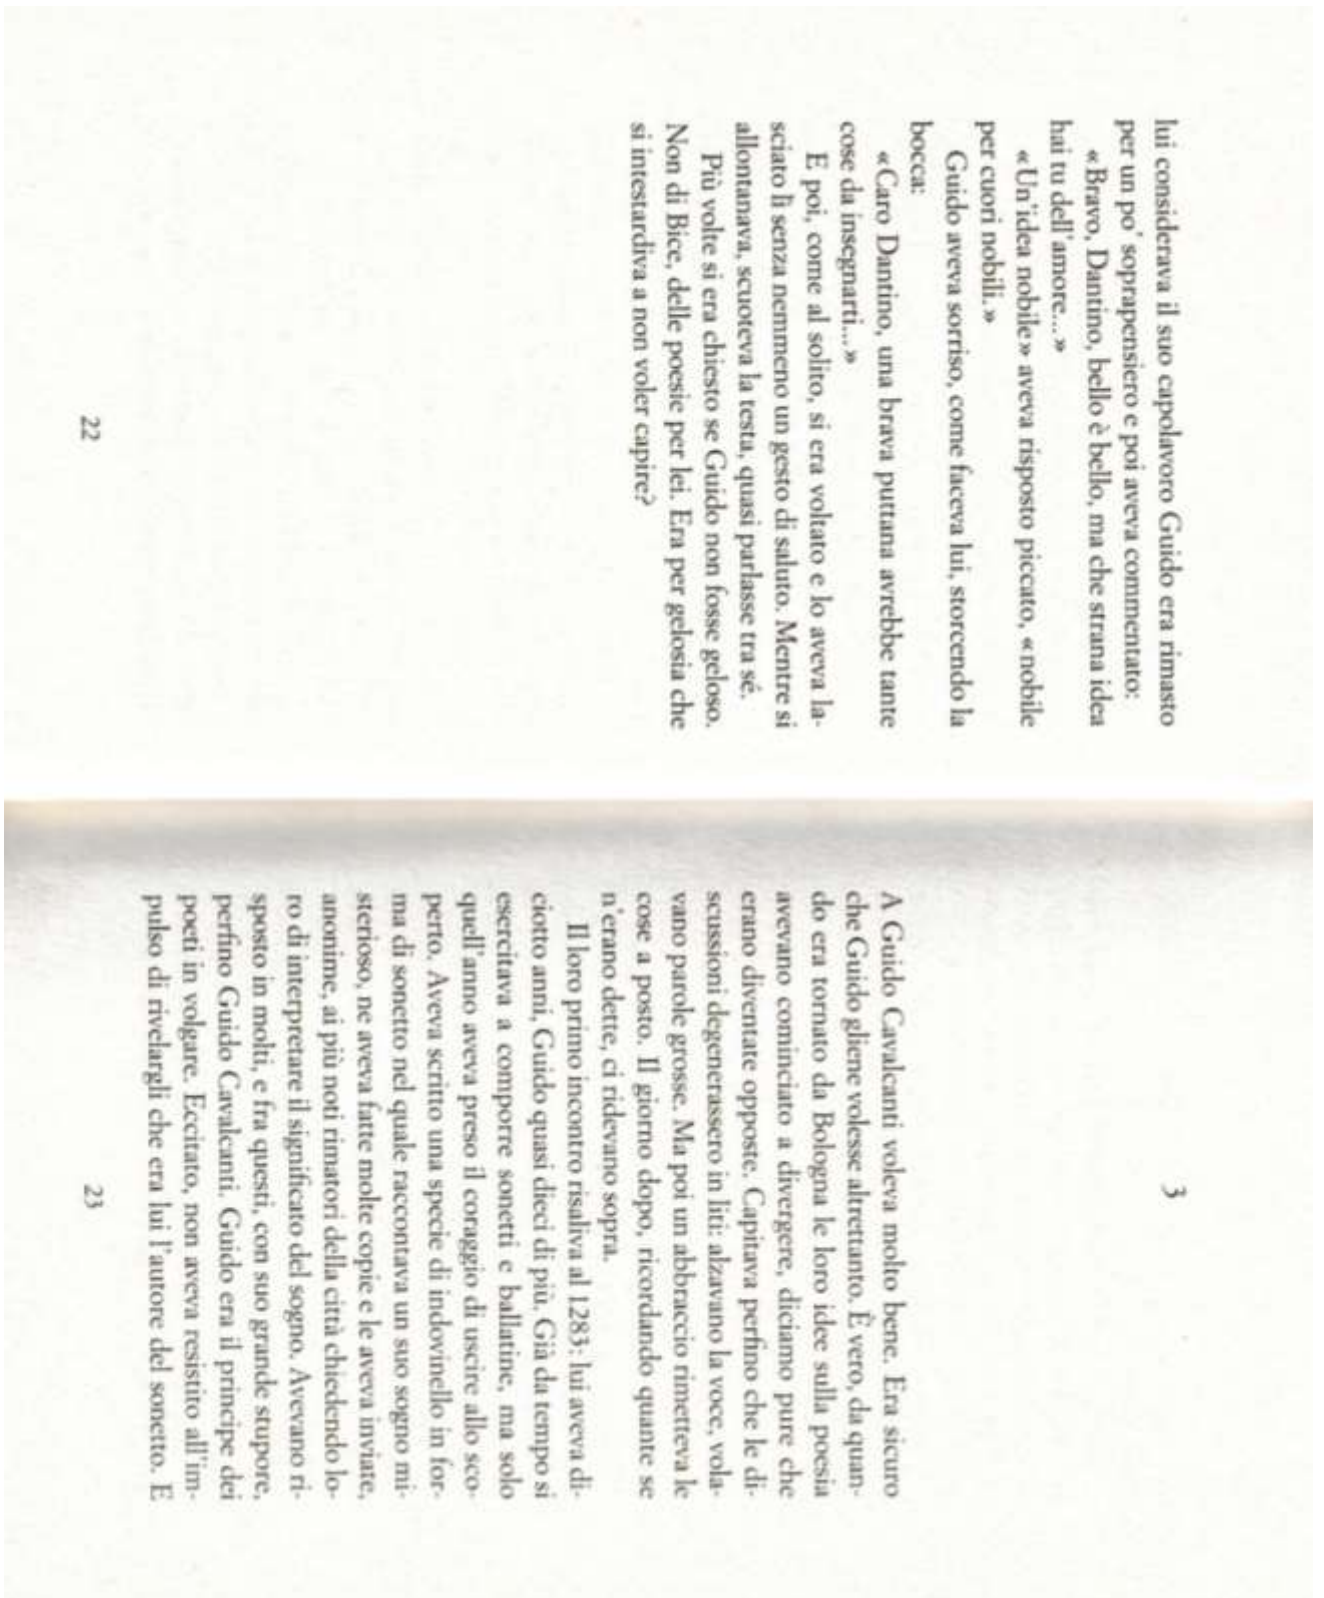 lui considerava il suo capolavoro Guido era rimasto
per un po' soprapensiero e poi aveva commentato:
«Bravo, Dantino, bello è bello, ma che strana idea
hai tu dell'amore...»
«Un'idea nobile» aveva risposto piccato, «nobile
per cuori nobili.»
Guido aveva sorriso, come faceva lui, storcendo la
bocca:
«Caro Dantino, una brava puttana avrebbe tante
cose da insegnarti...»
E poi, come al solito, si era voltato e lo aveva la-
sciato lì senza nemmeno un gesto di saluto. Mentre si
allontanava, scuoteva la testa, quasi parlasse tra sé.
Più volte si era chiesto se Guido non fosse geloso.
Non di Bice, delle poesie per lei. Era per gelosia che
si intestardiva a non voler capire?
22
3
A Guido Cavalcanti voleva molto bene. Era sicuro
che Guido gliene volesse altrettanto. È vero, da quan-
do era tornato da Bologna le loro idee sulla poesia
avevano cominciato a divergere, diciamo pure che
erano diventate opposte. Capitava perfino che le di-
scussioni degenerassero in liti: alzavano la voce, vola-
vano parole grosse. Ma poi un abbraccio rimetteva le
cose a posto. Il giorno dopo, ricordando quante se
n'erano dette, ci ridevano sopra.
Il loro primo incontro risaliva al 1283: lui aveva di-
ciotto anni, Guido quasi dieci di più. Già da tempo si
esercitava a comporre sonetti e ballatine, ma solo
quell'anno aveva preso il coraggio di uscire allo sco-
perto. Aveva scritto una specie di indovinello in for-
ma di sonetto nel quale raccontava un suo sogno mi-
sterioso, ne aveva fatte molte copie e le aveva inviate,
anonime, ai più noti rimatori della città chiedendo lo-
ro di interpretare il significato del sogno. Avevano ri-
sposto in molti, e fra questi, con suo grande stupore,
perfino Guido Cavalcanti. Guido era il principe dei
poeti in volgare. Eccitato, non aveva resistito all'im-
pulso di rivelargli che era lui l'autore del sonetto. E
23